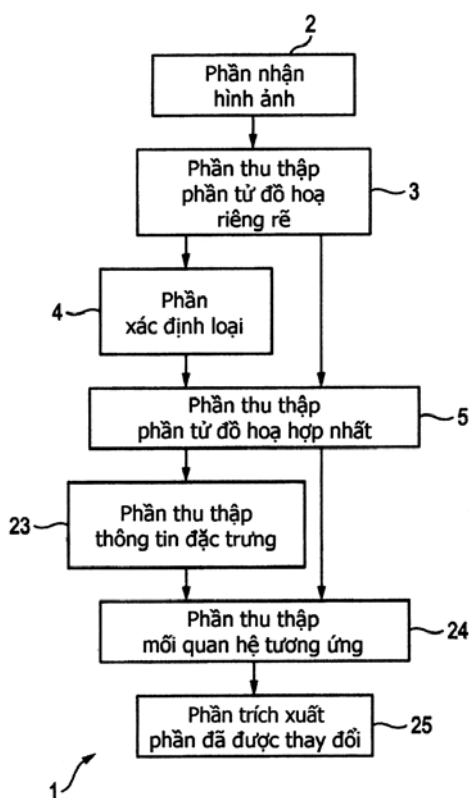 2
Phần nhận
hình ảnh
Phần thu thập
phần tử đồ hoạ
riêng rẽ
3
4
Phần
xác định loại
Phần thu thập
phần tử đồ hoạ hợp nhất
5
23
Phần thu thập
thông tin đặc trưng
Phần thu thập
mối quan hệ tương ứng
24
Phần trích xuất
phần đã được thay đổi
25
1